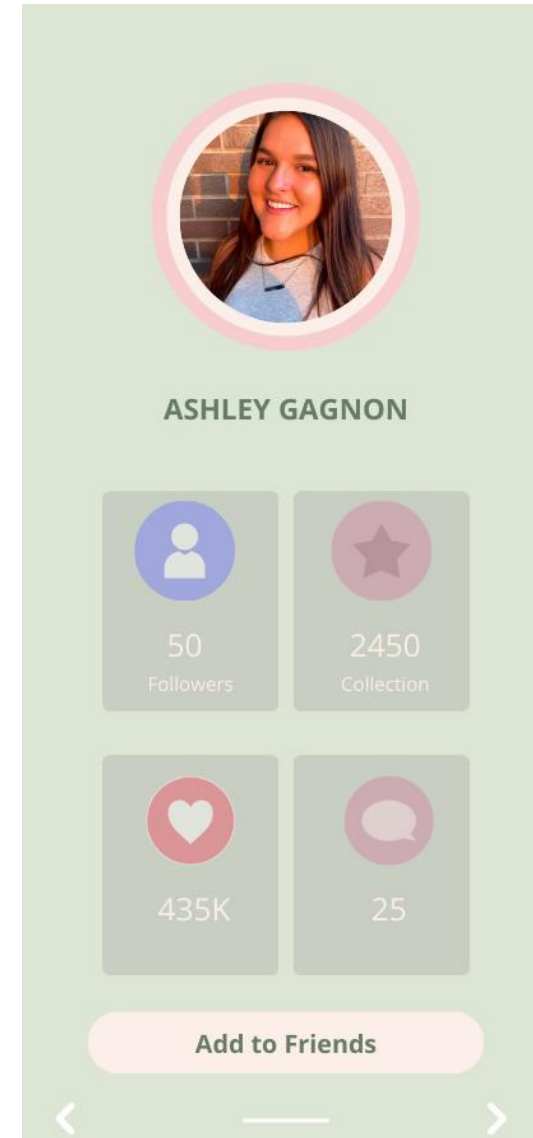 ASHLEY GAGNON
50
Followers
2450
Collection
435K
25
Add to Friends